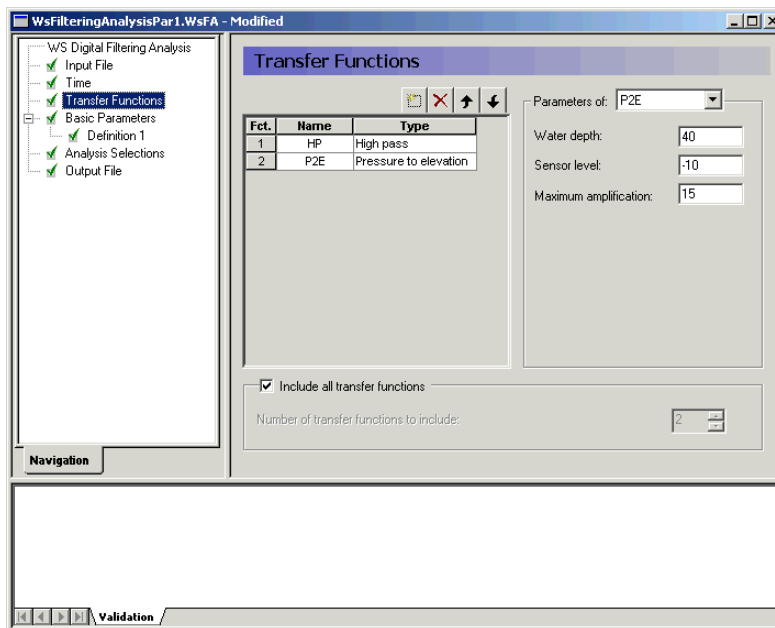 WsFilteringAnalysisPar1.WsFA - Modified
WS Digital Filtering Analysis
Input File
Time
Transfer Functions
Basic Parameters
Definition 1
Analysis Selections
Output File
Navigation
Transfer Functions
Fct. Name Type
1 HP High pass
2 P2E Pressure to elevation
Parameters of: P2E
Water depth: 40
Sensor level: -10
Maximum amplification: 15
Include all transfer functions
Number of transfer functions to include: 2
Validation